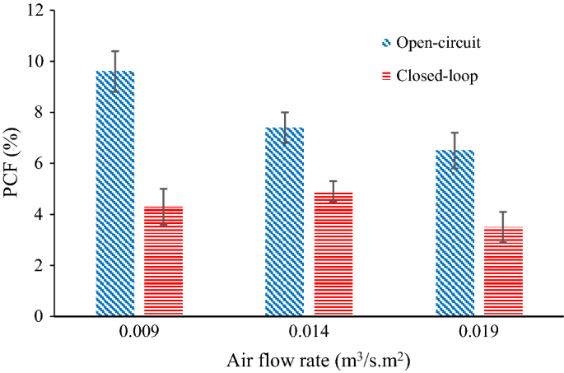 12
10
8
6
4
2
0
PCF (%)
Open-circuit
Closed-loop
0.009 0.014 0.019
Air flow rate (m³/s.m²)